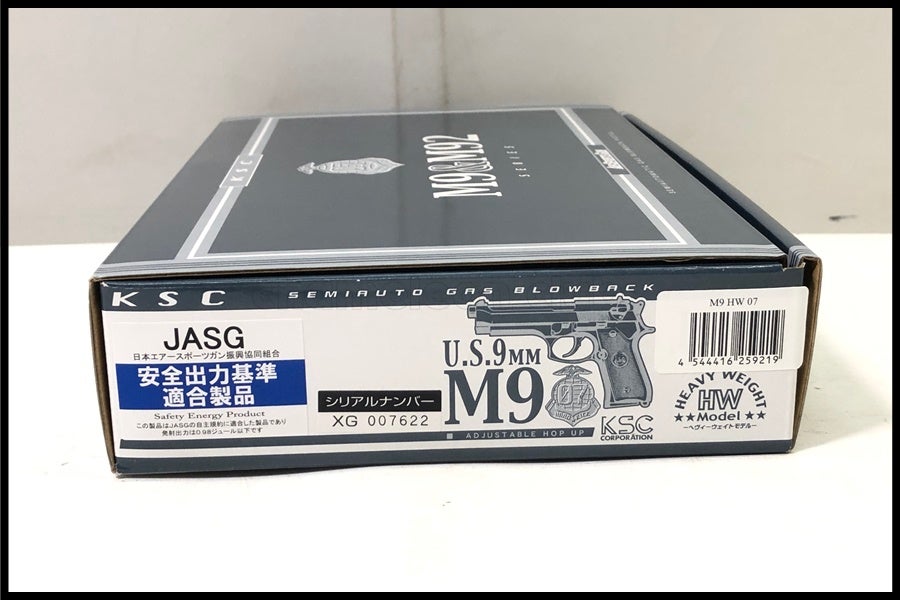 KSC
M9&M92
SERIES
KSC
SEMIAUTO GAS BLOWBACK
JASG
日本エアースポーツガン振興協同組合
安全出力基準
適合製品
Safety Energy Product
この製品はJASGの自主規約に適合した製品であり
発射出力は0.98ジュール以下です
シリアルナンバー
XG 007622
U.S.9MM
M9
07
ADJUSTABLE HOP UP
KSC
CORPORATION
M9 HW 07
4 544416 259219
HEAVY WEIGHT
HW
★★Model★★
-ヘヴィーウェイトモデル-